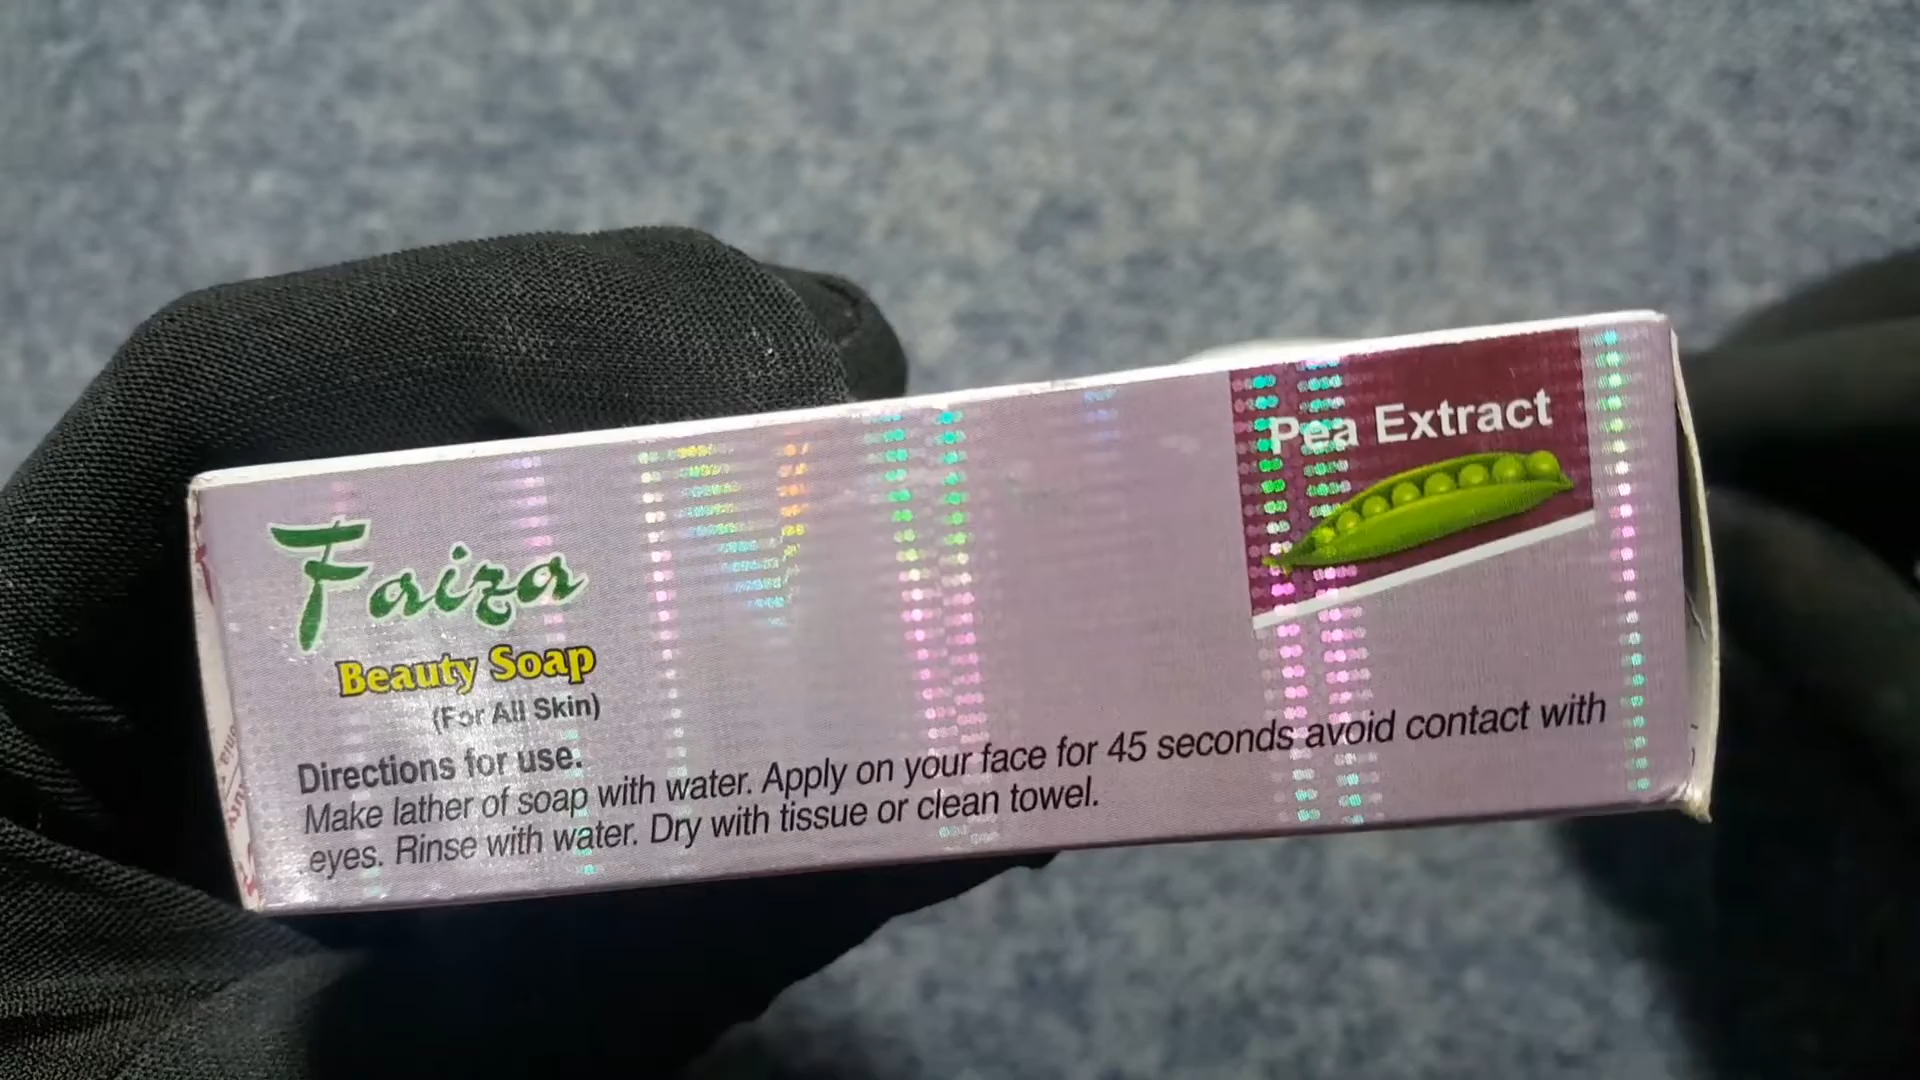 Faiza
Beauty Soap
(For All Skin)
Pea Extract
Directions for use.
Make lather of soap with water. Apply on your face for 45 seconds avoid contact with
eyes. Rinse with water. Dry with tissue or clean towel.